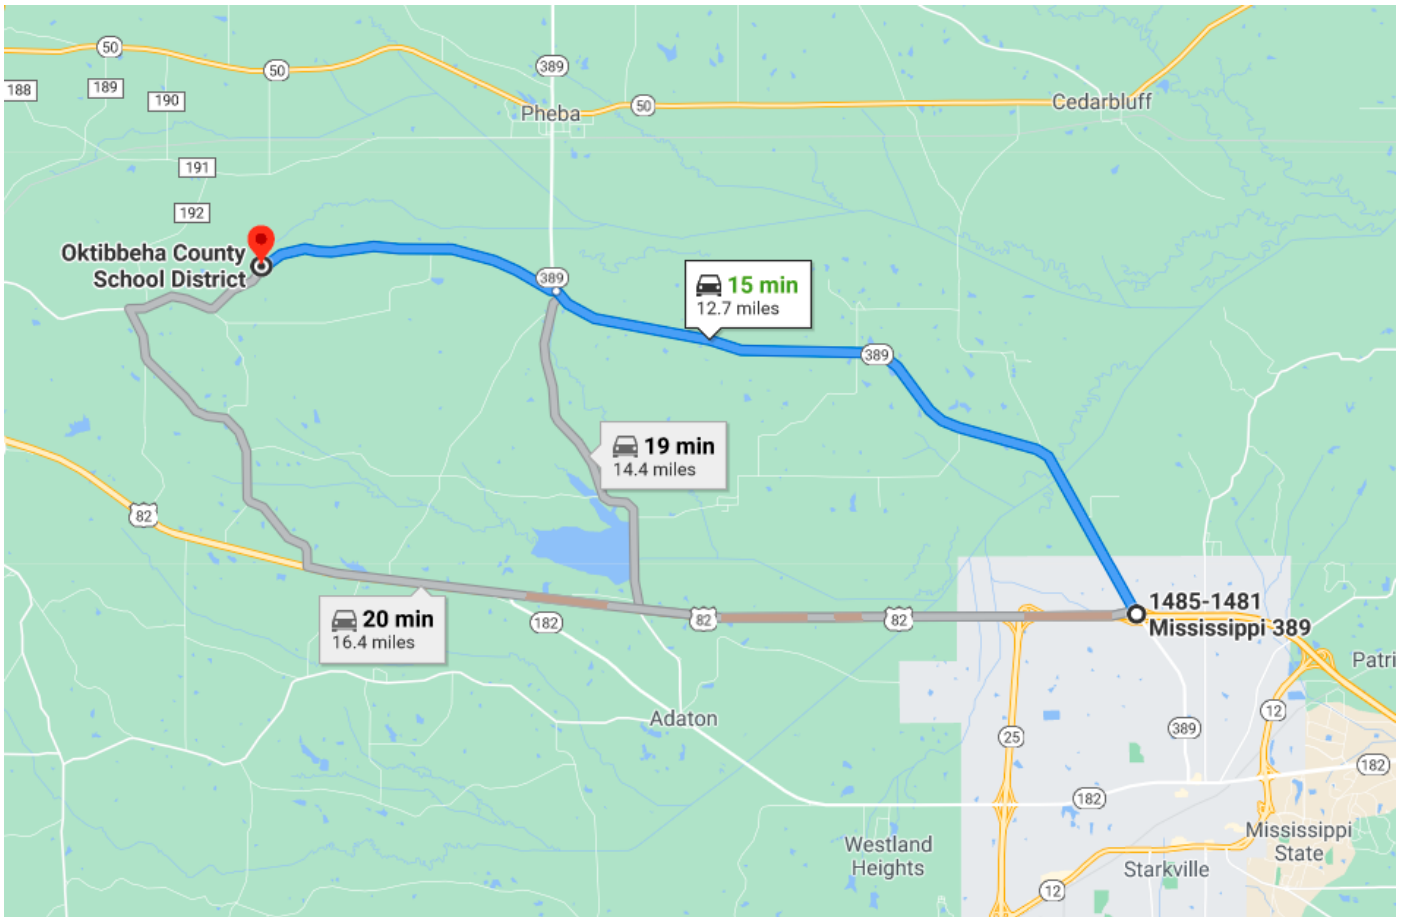 50
389
50
188
189
190
Pheba
50
Cedarbluff
191
192
Oktibbeha County
School District
389
15 min
12.7 miles
389
19 min
14.4 miles
82
20 min
16.4 miles
182
82
82
1485-1481
Mississippi 389
Patri
Adaton
12
25
389
182
182
Westland
Heights
Mississippi
State
Starkville
12